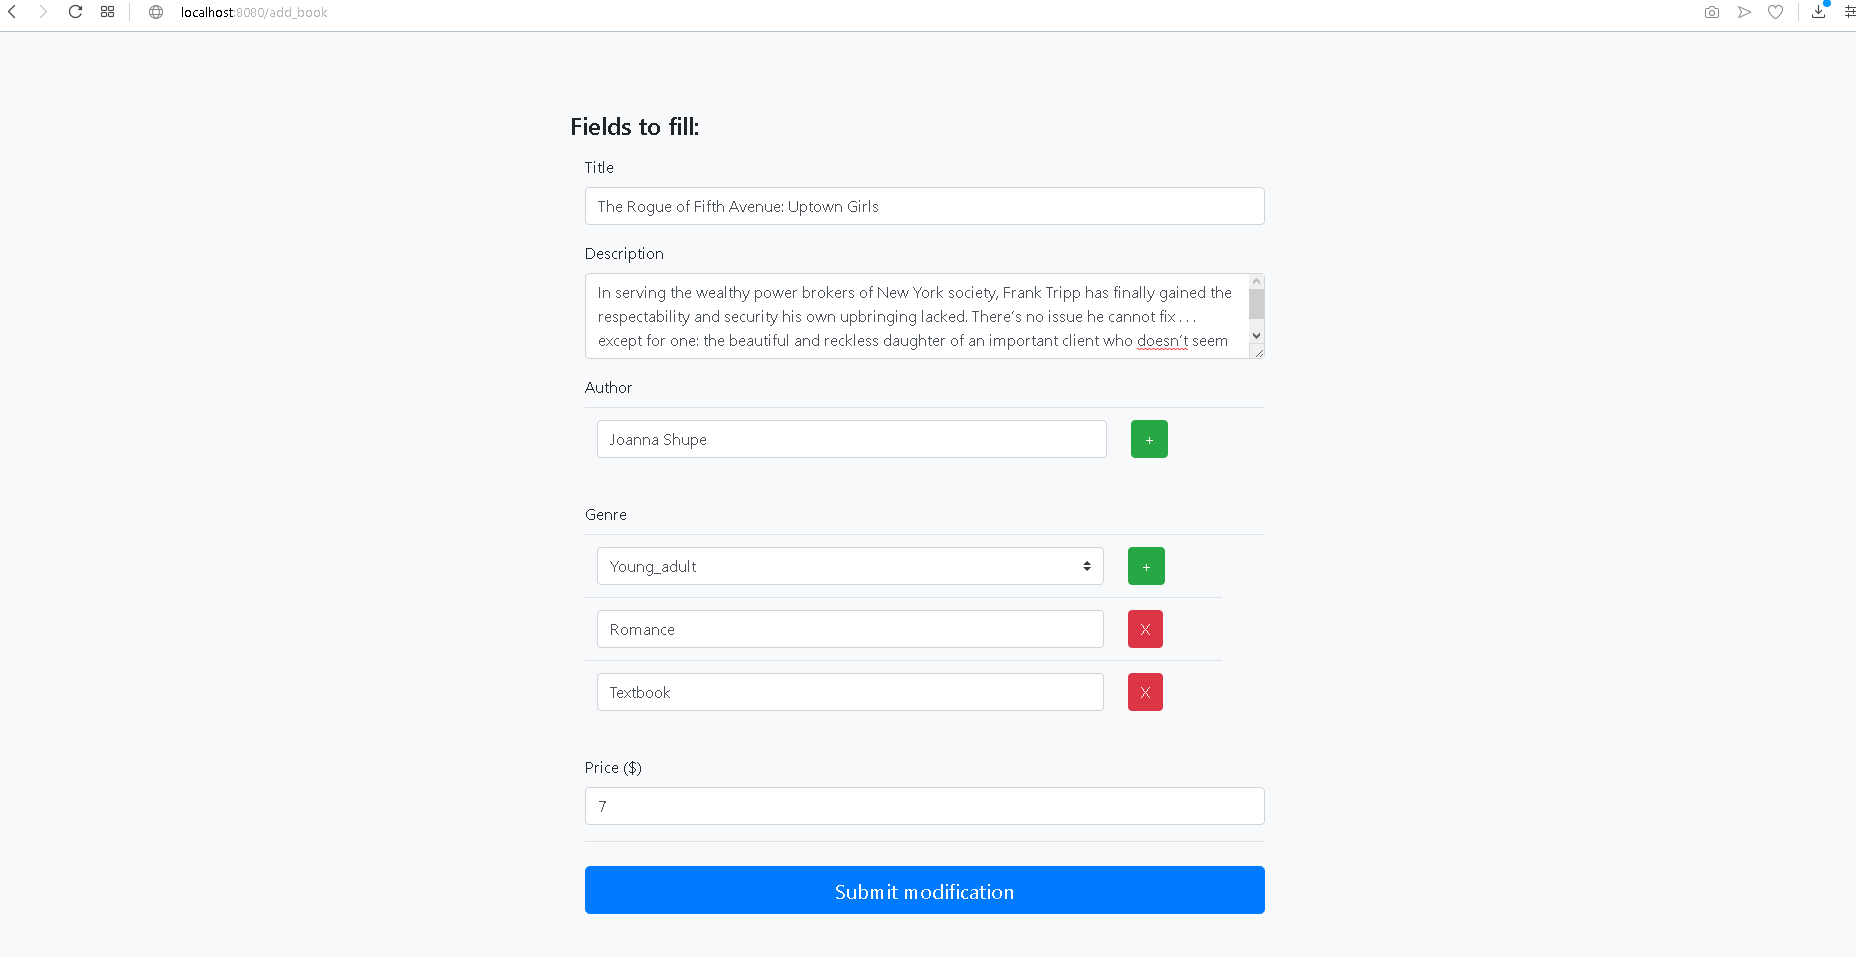 localhost:8080/add_book
Fields to fill:
Title
The Rogue of Fifth Avenue: Uptown Girls
Description
In serving the wealthy power brokers of New York society, Frank Tripp has finally gained the
respectability and security his own upbringing lacked. There’s no issue he cannot fix . . .
except for one: the beautiful and reckless daughter of an important client who doesn’t seem
Author
Joanna Shupe
+
Genre
Young_adult
+
Romance
X
Textbook
X
Price ($)
7
Submit modification